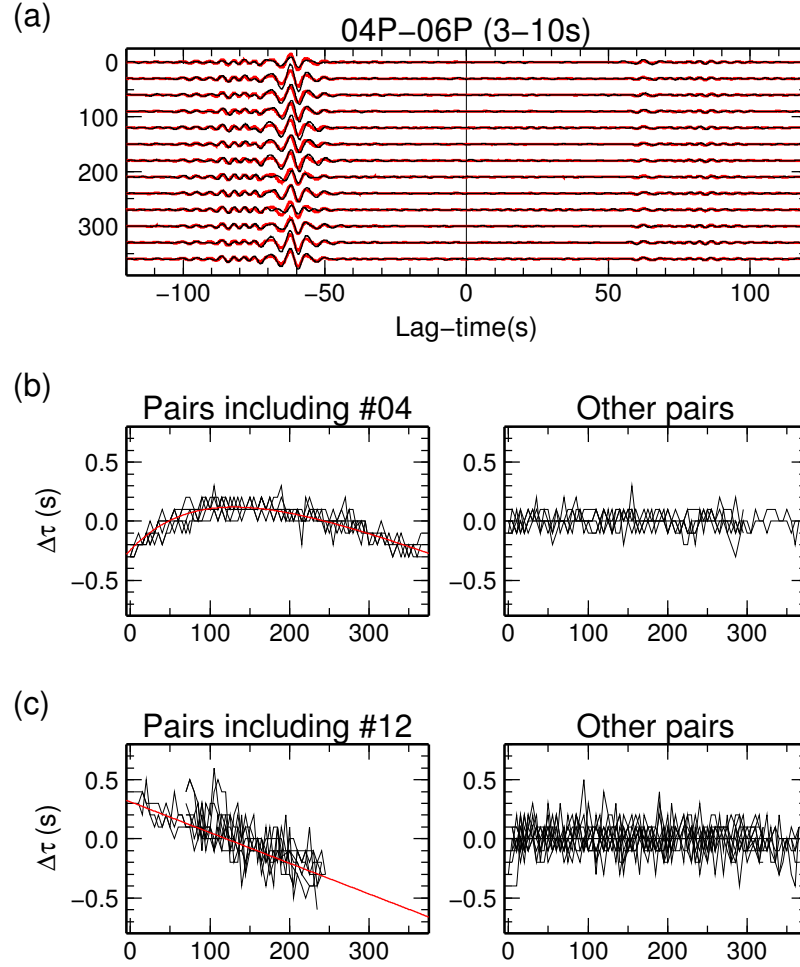 (a)
04P−06P (3−10s)
0
100
200
300
−100 −50 0 50 100
Lag−time(s)
(b)
Pairs including #04 Other pairs
Δτ (s)
0.5 0.5
0.0 0.0
−0.5 −0.5
0 100 200 300 0 100 200 300
(c)
Pairs including #12 Other pairs
Δτ (s)
0.5 0.5
0.0 0.0
−0.5 −0.5
0 100 200 300 0 100 200 300